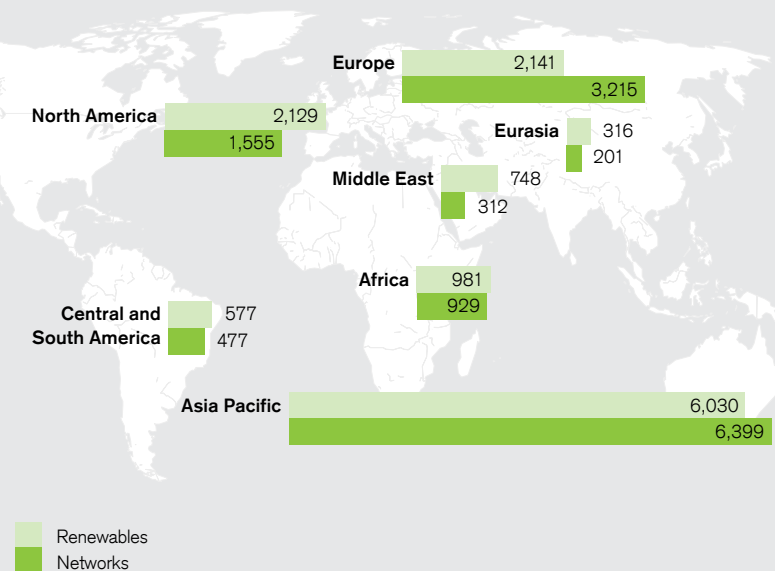 Europe
2,141
3,215
North America
2,129
1,555
Eurasia
316
201
Middle East
748
312
Africa
981
929
Central and
South America
577
477
Asia Pacific
6,030
6,399
Renewables
Networks